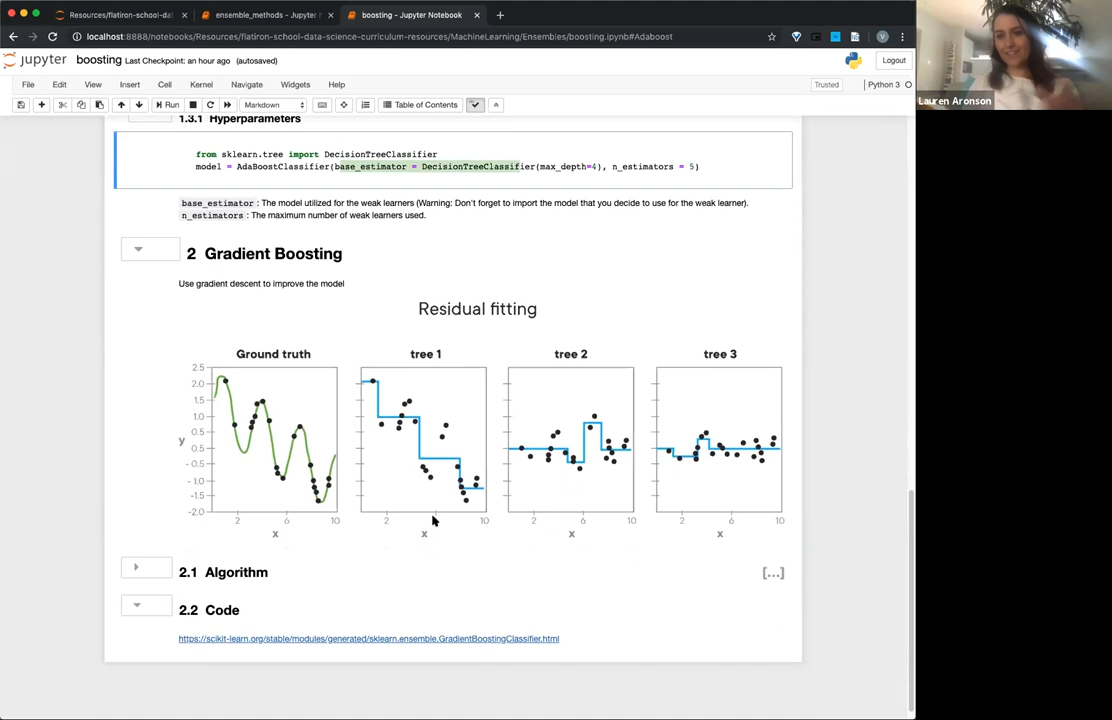 Resources/flatiron-school-dat
ensemble_methods - Jupyter
boosting - Jupyter Notebook
localhost:8888/notebooks/Resources/flatiron-school-data-science-curriculum-resources/MachineLearning/Ensembles/boosting.ipynb#Adaboost
V
jupyter boosting Last Checkpoint: an hour ago (autosaved)
Logout
File Edit View Insert Cell Kernel Navigate Widgets Help
Trusted Python 3
Run Markdown Table of Contents
Lauren Aronson
1.3.1 Hyperparameters
from sklearn.tree import DecisionTreeClassifier
model = AdaBoostClassifier(base_estimator = DecisionTreeClassifier(max_depth=4), n_estimators = 5)
base_estimator : The model utilized for the weak learners (Warning: Don't forget to import the model that you decide to use for the weak learner).
n_estimators : The maximum number of weak learners used.
2 Gradient Boosting
Use gradient descent to improve the model
Residual fitting
Ground truth tree 1 tree 2 tree 3
2.5
2.0
1.5
1.0
0.5
y
0.5
- 0.5
- 1.0
-1.5
-2.0
2 6 10 2 10 2 6 10 2 6 10
x x x x
2.1 Algorithm
[...]
2.2 Code
https://scikit-learn.org/stable/modules/generated/sklearn.ensemble.GradientBoostingClassifier.html